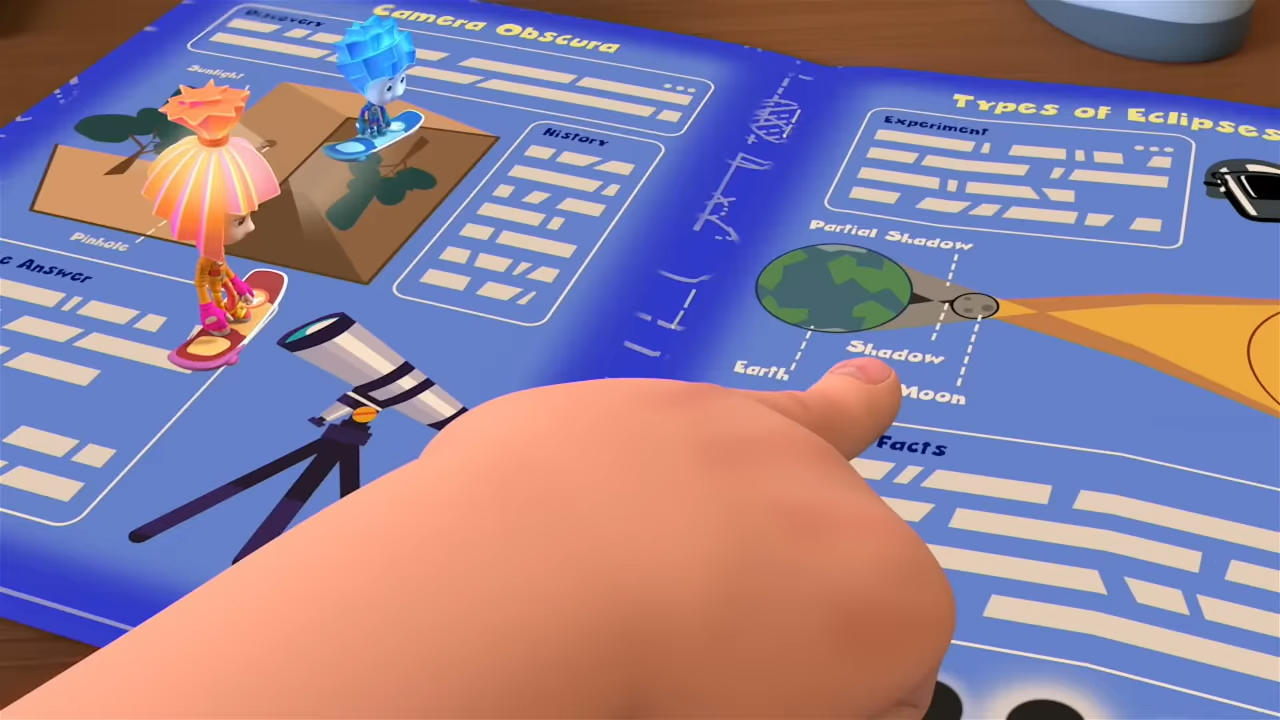 Camera Obscura
Discovery
Sunlight
History
Pinhole
Answer
Types of Eclipses
Experiment
Partial Shadow
Shadow
Earth
Moon
Facts